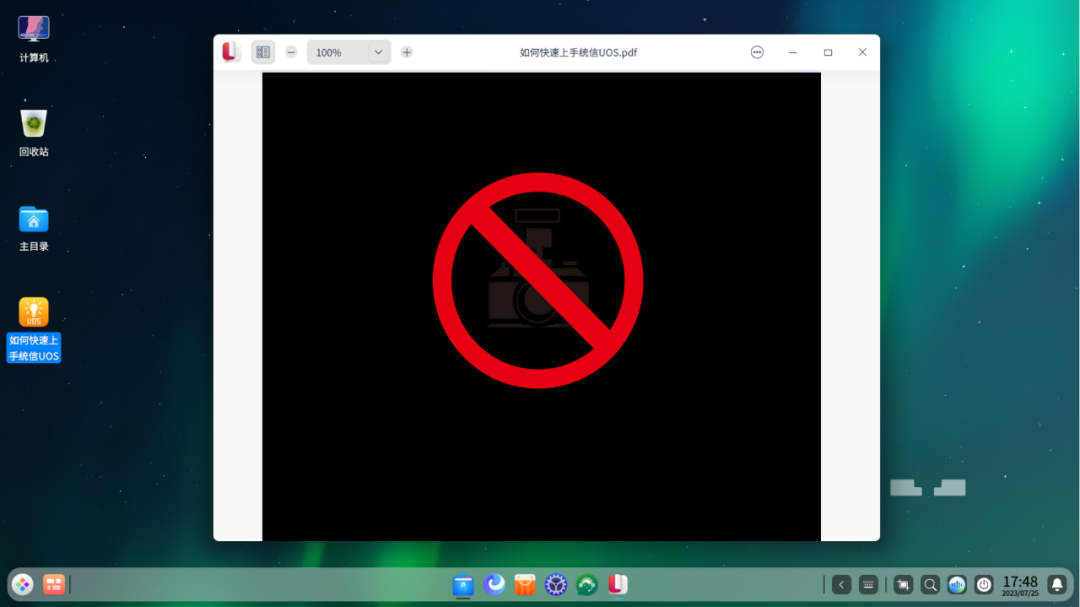 计算机
100%
如何快速上手统信UOS.pdf
回收站
主目录
UOS
如何快速上
手统信UOS
17:48
2023/07/25